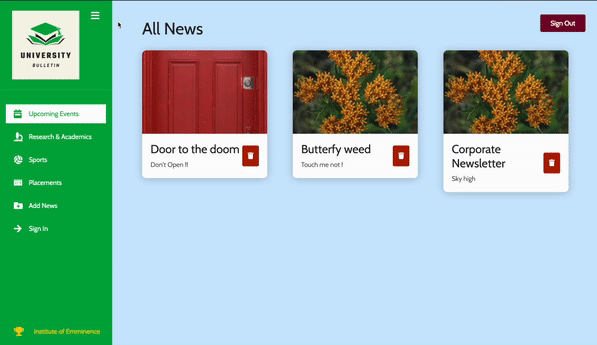 UNIVERSITY
BULLETIN
Upcoming Events
Research & Academics
Sports
Placements
Add News
Sign In
Institute of Emminence
All News
Sign Out
Door to the doom
Don't Open !!
Butterfy weed
Touch me not !
Corporate
Newsletter
Sky high